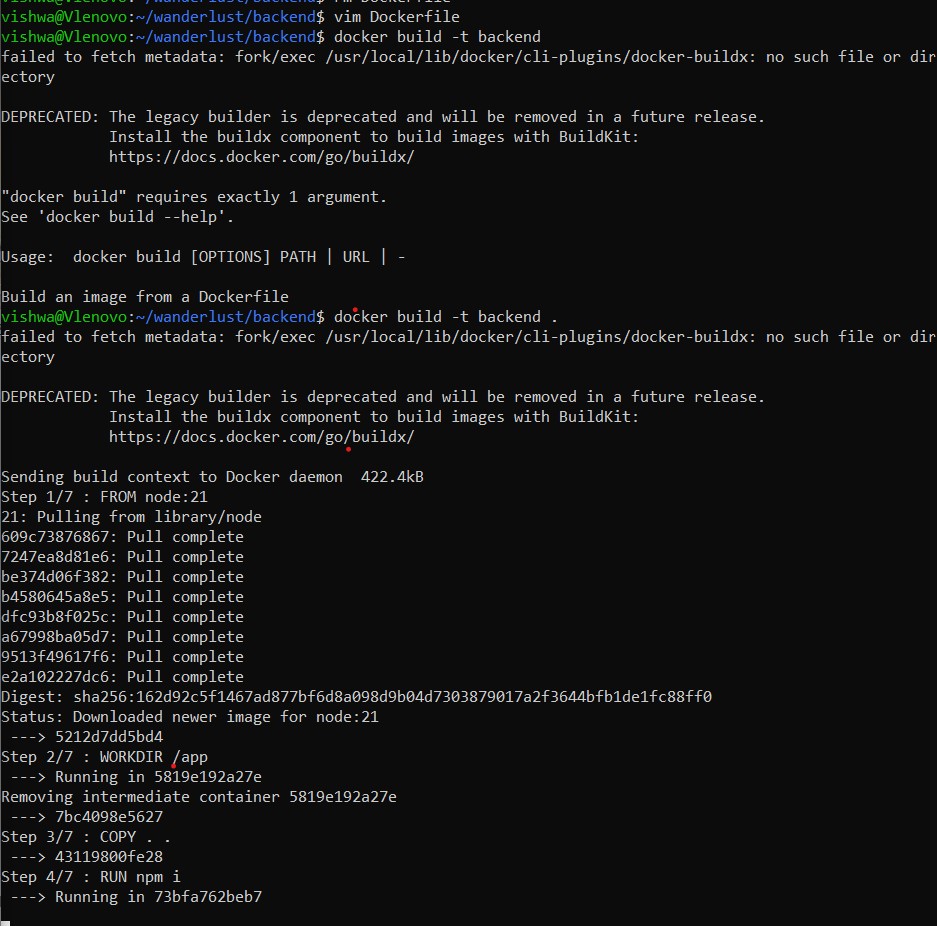 vishwa@Vlenovo:~/wanderlust/backend$ vim Dockerfile
vishwa@Vlenovo:~/wanderlust/backend$ docker build -t backend
failed to fetch metadata: fork/exec /usr/local/lib/docker/cli-plugins/docker-buildx: no such file or dir
ectory

DEPRECATED: The legacy builder is deprecated and will be removed in a future release.
            Install the buildx component to build images with BuildKit:
            https://docs.docker.com/go/buildx/

"docker build" requires exactly 1 argument.
See 'docker build --help'.

Usage:  docker build [OPTIONS] PATH | URL | -

Build an image from a Dockerfile
vishwa@Vlenovo:~/wanderlust/backend$ docker build -t backend .
failed to fetch metadata: fork/exec /usr/local/lib/docker/cli-plugins/docker-buildx: no such file or dir
ectory

DEPRECATED: The legacy builder is deprecated and will be removed in a future release.
            Install the buildx component to build images with BuildKit:
            https://docs.docker.com/go/buildx/

Sending build context to Docker daemon  422.4kB
Step 1/7 : FROM node:21
21: Pulling from library/node
609c73876867: Pull complete
7247ea8d81e6: Pull complete
be374d06f382: Pull complete
b4580645a8e5: Pull complete
dfc93b8f025c: Pull complete
a67998ba05d7: Pull complete
9513f49617f6: Pull complete
e2a102227dc6: Pull complete
Digest: sha256:162d92c5f1467ad877bf6d8a098d9b04d7303879017a2f3644bfb1de1fc88ff0
Status: Downloaded newer image for node:21
 ---> 5212d7dd5bd4
Step 2/7 : WORKDIR /app
 ---> Running in 5819e192a27e
Removing intermediate container 5819e192a27e
 ---> 7bc4098e5627
Step 3/7 : COPY . .
 ---> 43119800fe28
Step 4/7 : RUN npm i
 ---> Running in 73bfa762beb7